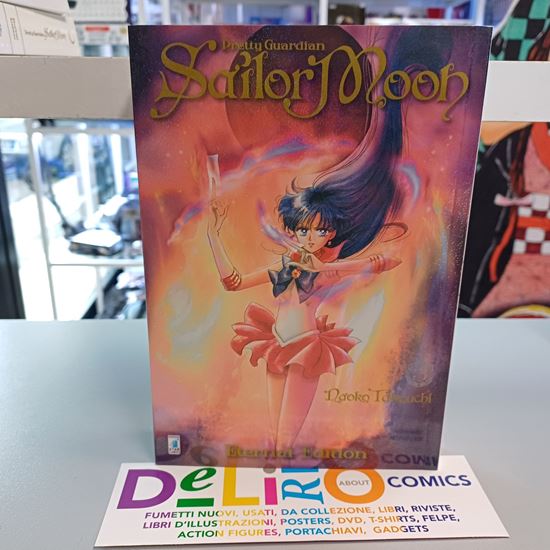 Pretty Guardian
Sailor Moon
Naoko Takeuchi
Eternal Edition
DeLiRiO ABOUT COMICS
FUMETTI NUOVI, USATI, DA COLLEZIONE, LIBRI, RIVISTE,
LIBRI D'ILLUSTRAZIONI, POSTERS, DVD, T-SHIRTS, FELPE,
ACTION FIGURES, PORTACHIAVI, GADGETS